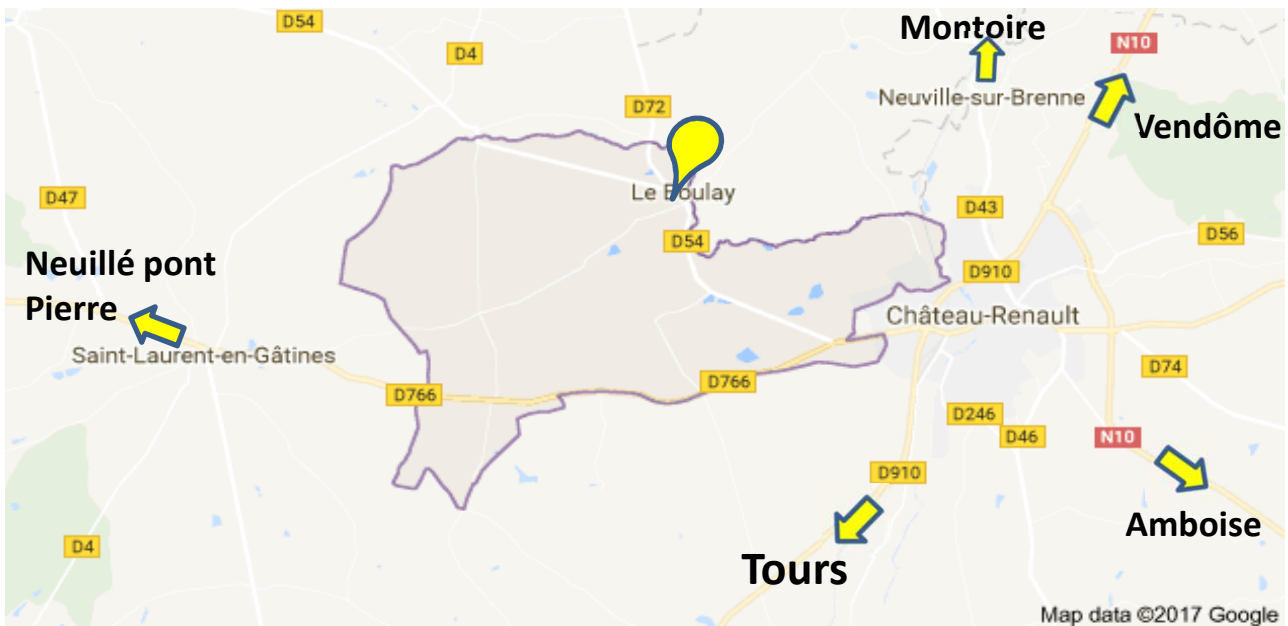 D54
Montoire
N10
D4
Neuville-sur-Brenne
D72
Vendôme
Le Boulay
D47
D43
D56
D54
Neuillé pont
Pierre
D910
Château-Renault
Saint-Laurent-en-Gâtines
D74
D766
D766
D246
D46
N10
D910
Amboise
D4
Tours
Map data ©2017 Google